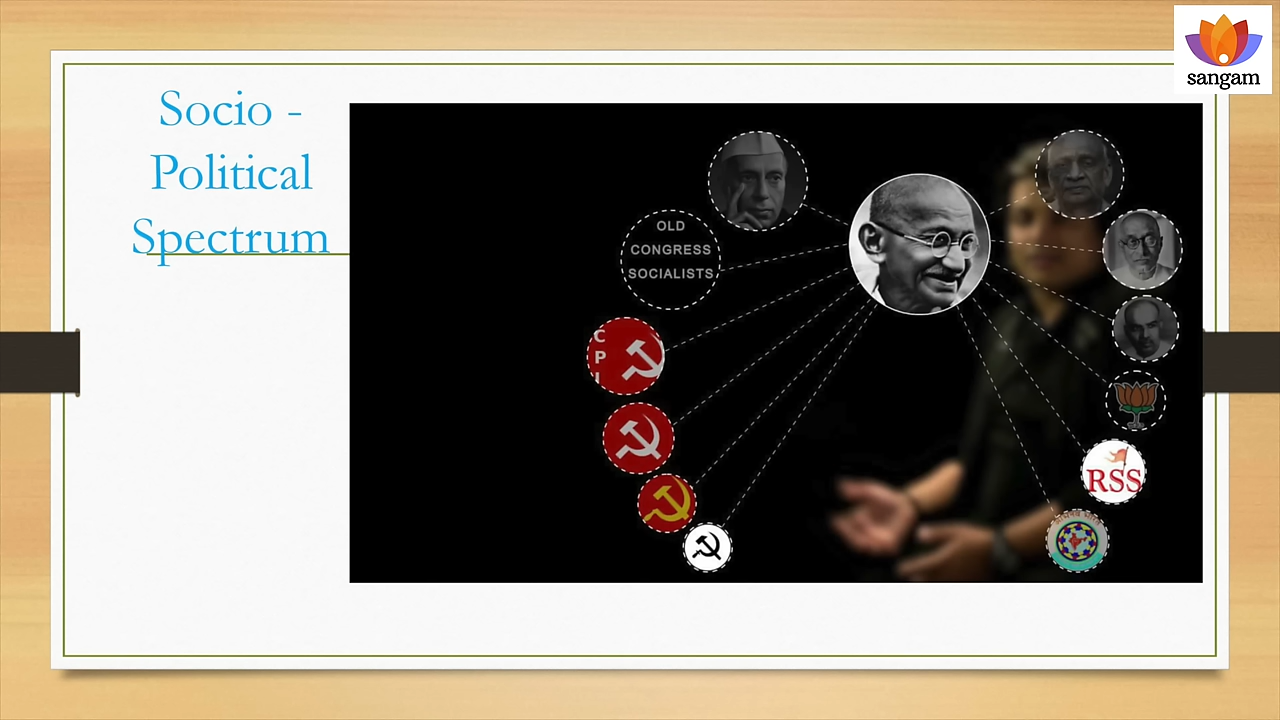 sangam
Socio -
Political
Spectrum
OLD
CONGRESS
SOCIALISTS
C
P
I
RSS